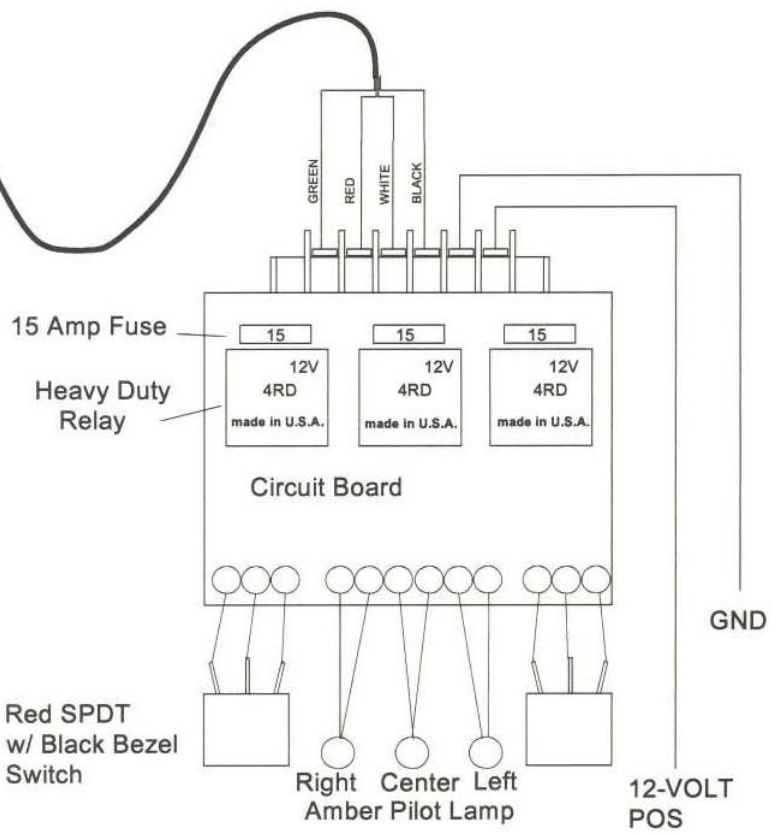 GREEN
RED
WHITE
BLACK
15 Amp Fuse
15
15
15
Heavy Duty
Relay
12V
4RD
made in U.S.A.
12V
4RD
made in U.S.A.
12V
4RD
made in U.S.A.
Circuit Board
GND
Red SPDT
w/ Black Bezel
Switch
Right Center Left
Amber Pilot Lamp
12-VOLT
POS